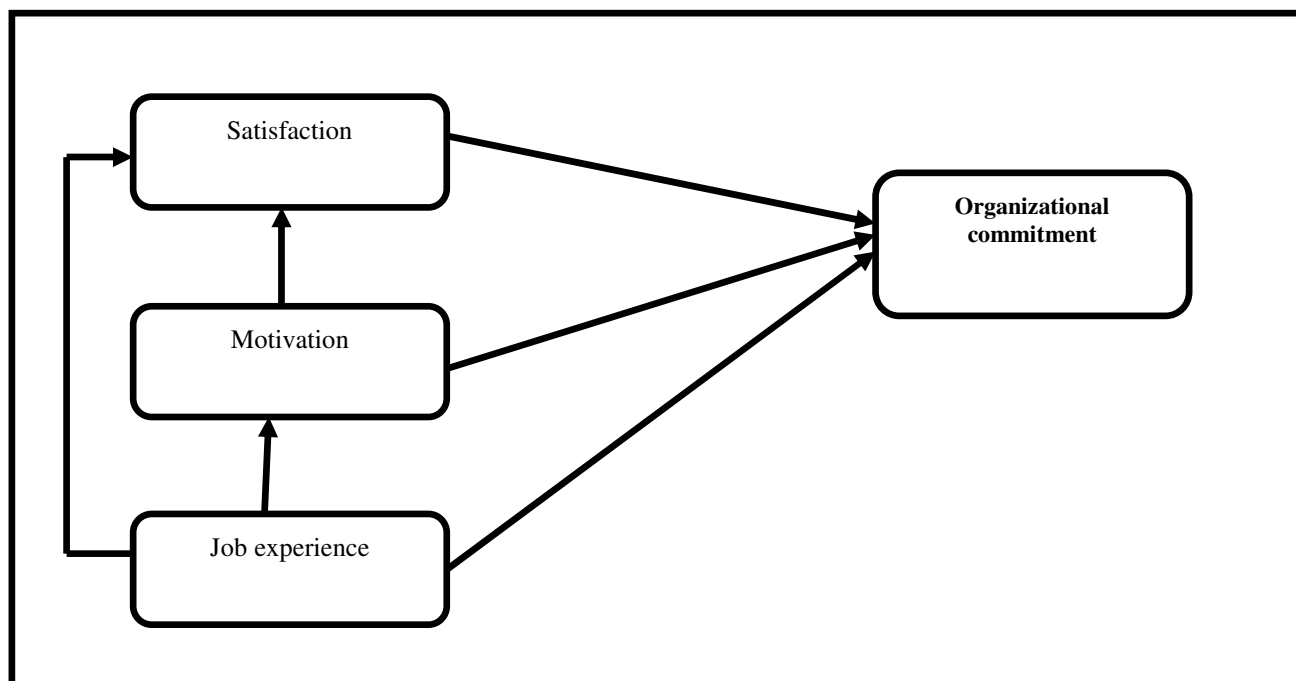 Satisfaction
Organizational
commitment
Motivation
Job experience